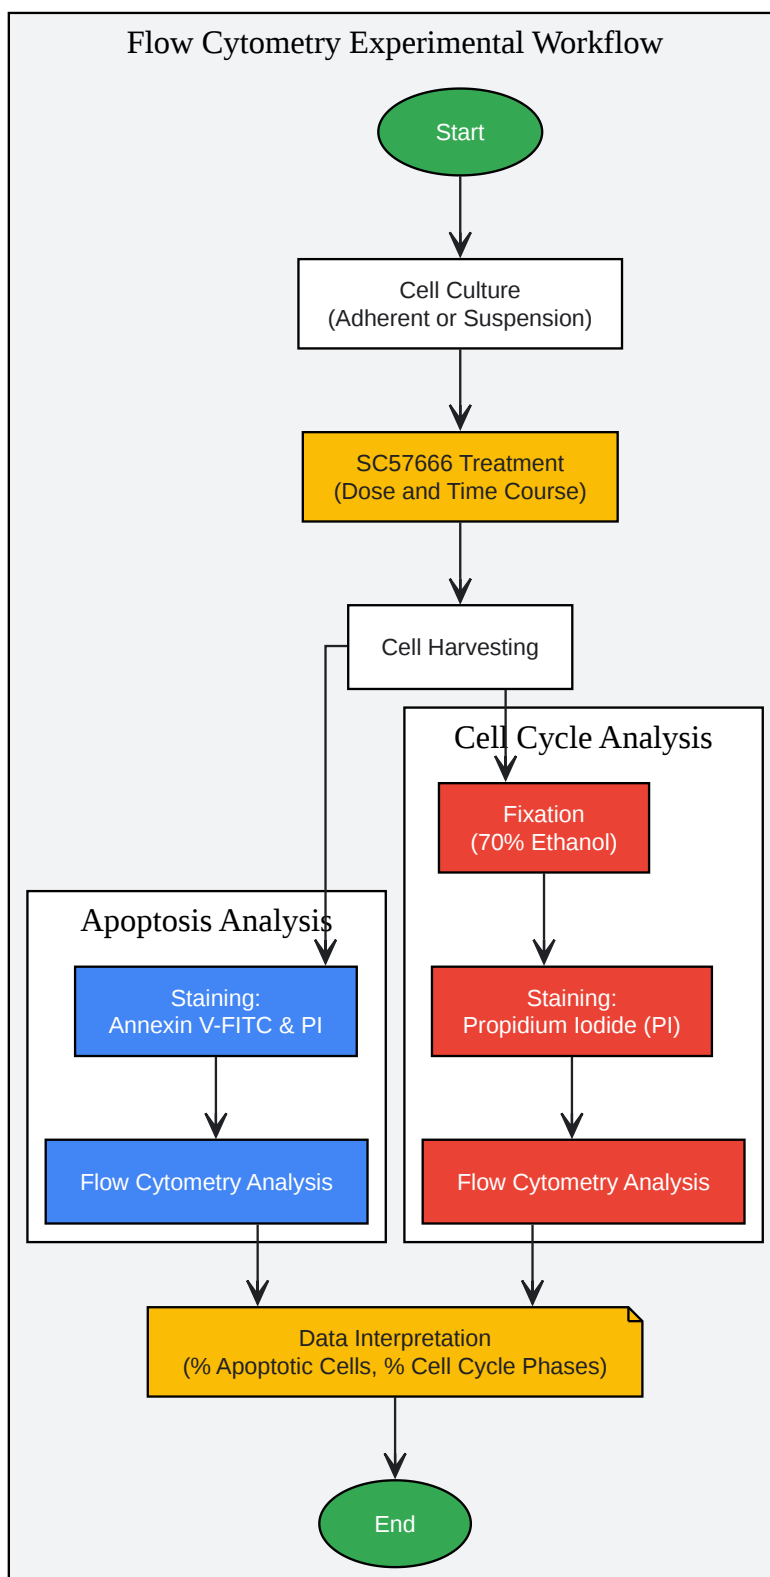 Flow Cytometry Experimental Workflow
Start
Cell Culture
(Adherent or Suspension)
SC57666 Treatment
(Dose and Time Course)
Cell Harvesting
Cell Cycle Analysis
Fixation
(70% Ethanol)
Apoptosis Analysis
Staining:
Annexin V-FITC & PI
Staining:
Propidium Iodide (PI)
Flow Cytometry Analysis
Flow Cytometry Analysis
Data Interpretation
(% Apoptotic Cells, % Cell Cycle Phases)
End